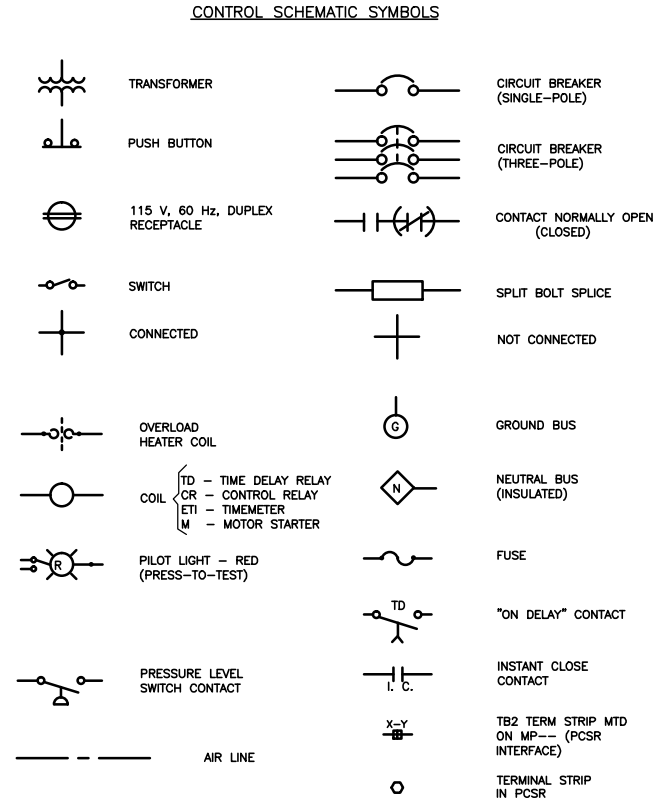 CONTROL SCHEMATIC SYMBOLS
TRANSFORMER
PUSH BUTTON
115 V, 60 Hz, DUPLEX
RECEPTACLE
SWITCH
CONNECTED
OVERLOAD
HEATER COIL
COIL
TD - TIME DELAY RELAY
CR - CONTROL RELAY
ETI - TIMEMETER
M - MOTOR STARTER
R
PILOT LIGHT - RED
(PRESS-TO-TEST)
PRESSURE LEVEL
SWITCH CONTACT
AIR LINE
CIRCUIT BREAKER
(SINGLE-POLE)
CIRCUIT BREAKER
(THREE-POLE)
CONTACT NORMALLY OPEN
(CLOSED)
SPLIT BOLT SPLICE
NOT CONNECTED
G
GROUND BUS
N
NEUTRAL BUS
(INSULATED)
FUSE
TD
"ON DELAY" CONTACT
I. C.
INSTANT CLOSE
CONTACT
X-Y
TB2 TERM STRIP MTD
ON MP-- (PCSR
INTERFACE)
TERMINAL STRIP
IN PCSR